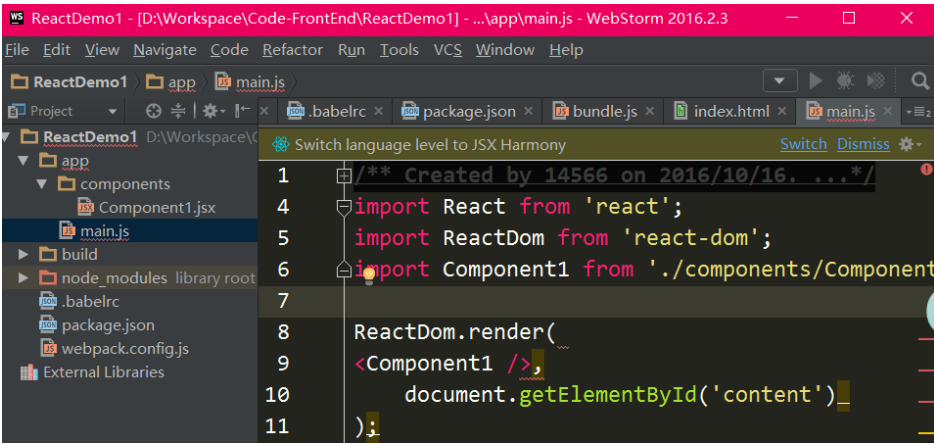 WS ReactDemo1 - [D:\Workspace\Code-FrontEnd\ReactDemo1] - ...\app\main.js - WebStorm 2016.2.3
File Edit View Navigate Code Refactor Run Tools VCS Window Help
ReactDemo1 app main.js
Project .babelrc package.json bundle.js index.html main.js
ReactDemo1 D:\Workspace\C
Switch language level to JSX Harmony Switch Dismiss
app
components
Component1.jsx
main.js
build
node_modules library root
.babelrc
package.json
webpack.config.js
External Libraries
1 /** Created by 14566 on 2016/10/16. ...*/
4 import React from 'react';
5 import ReactDom from 'react-dom';
6 import Component1 from './components/Component
7
8 ReactDom.render(
9 <Component1 />,
10 document.getElementById('content')
11 );